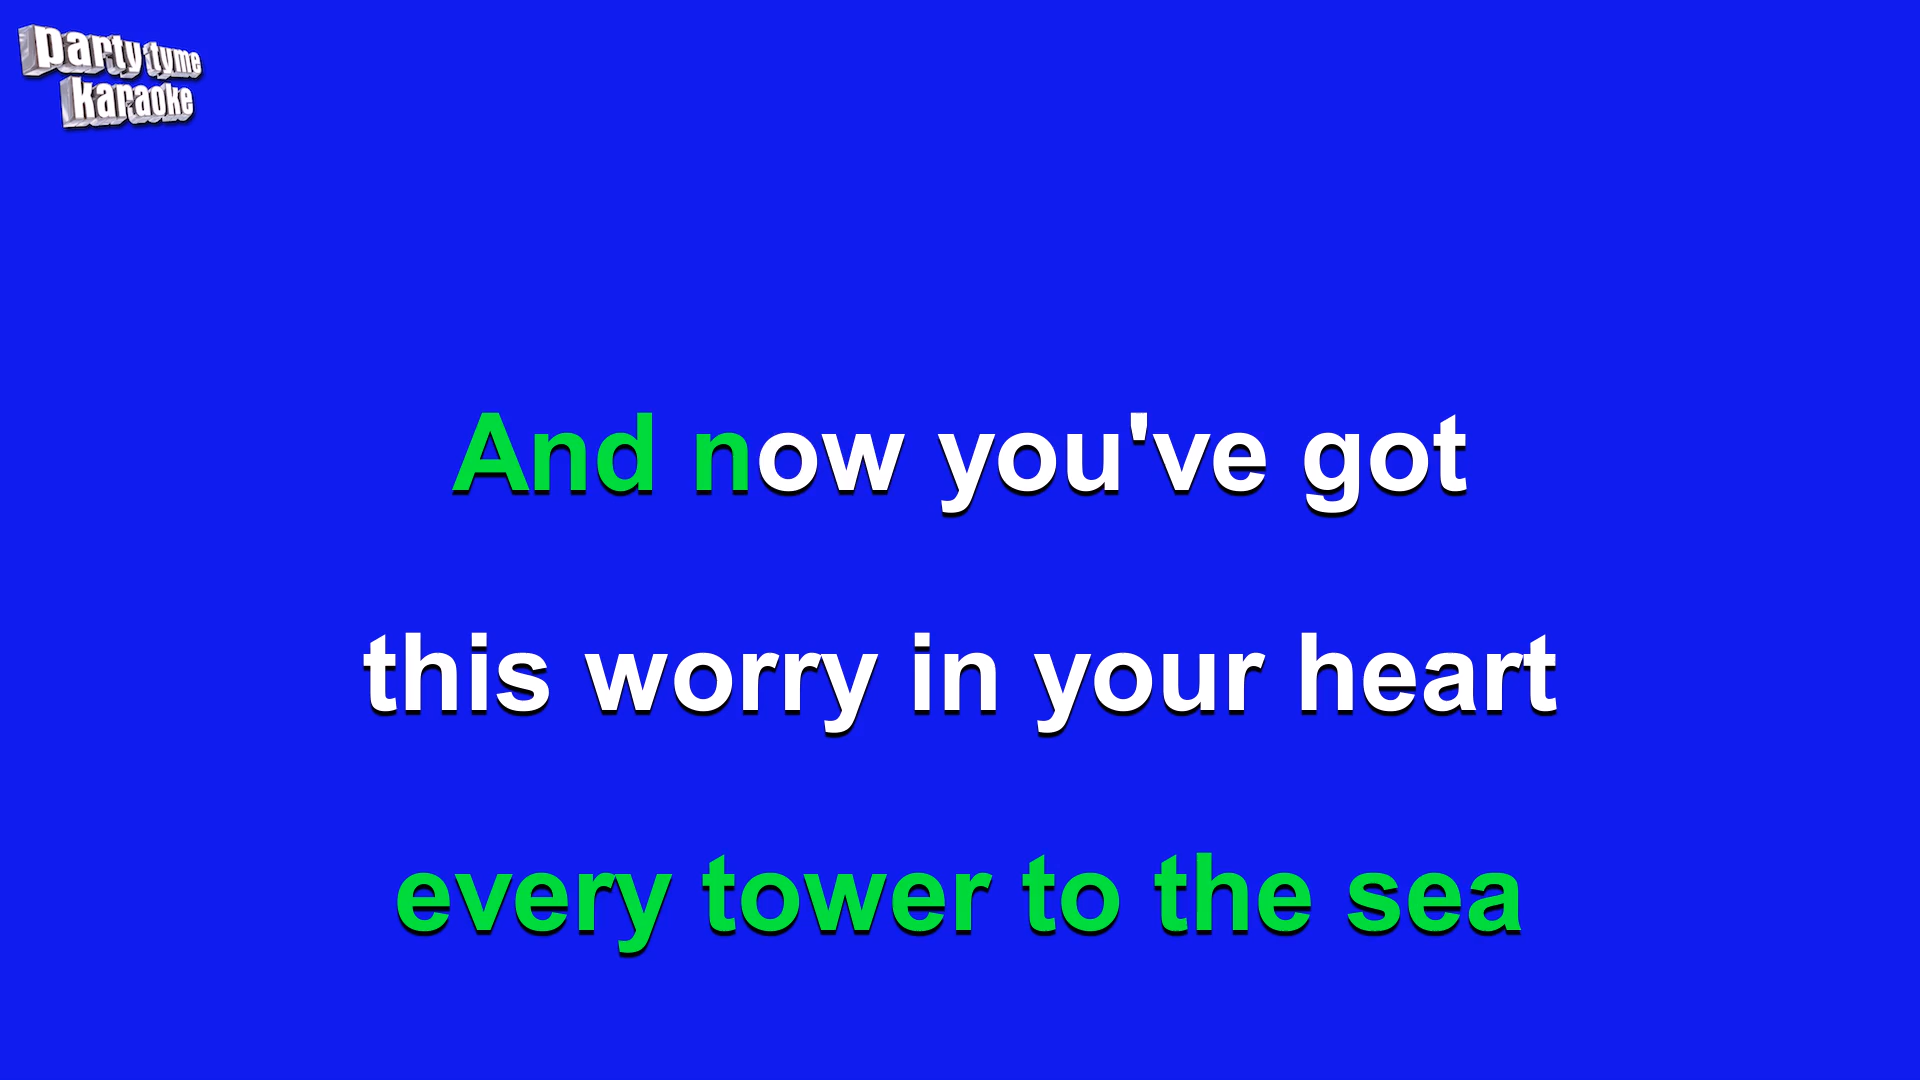 party tyme
karaoke
And now you've got
this worry in your heart
every tower to the sea